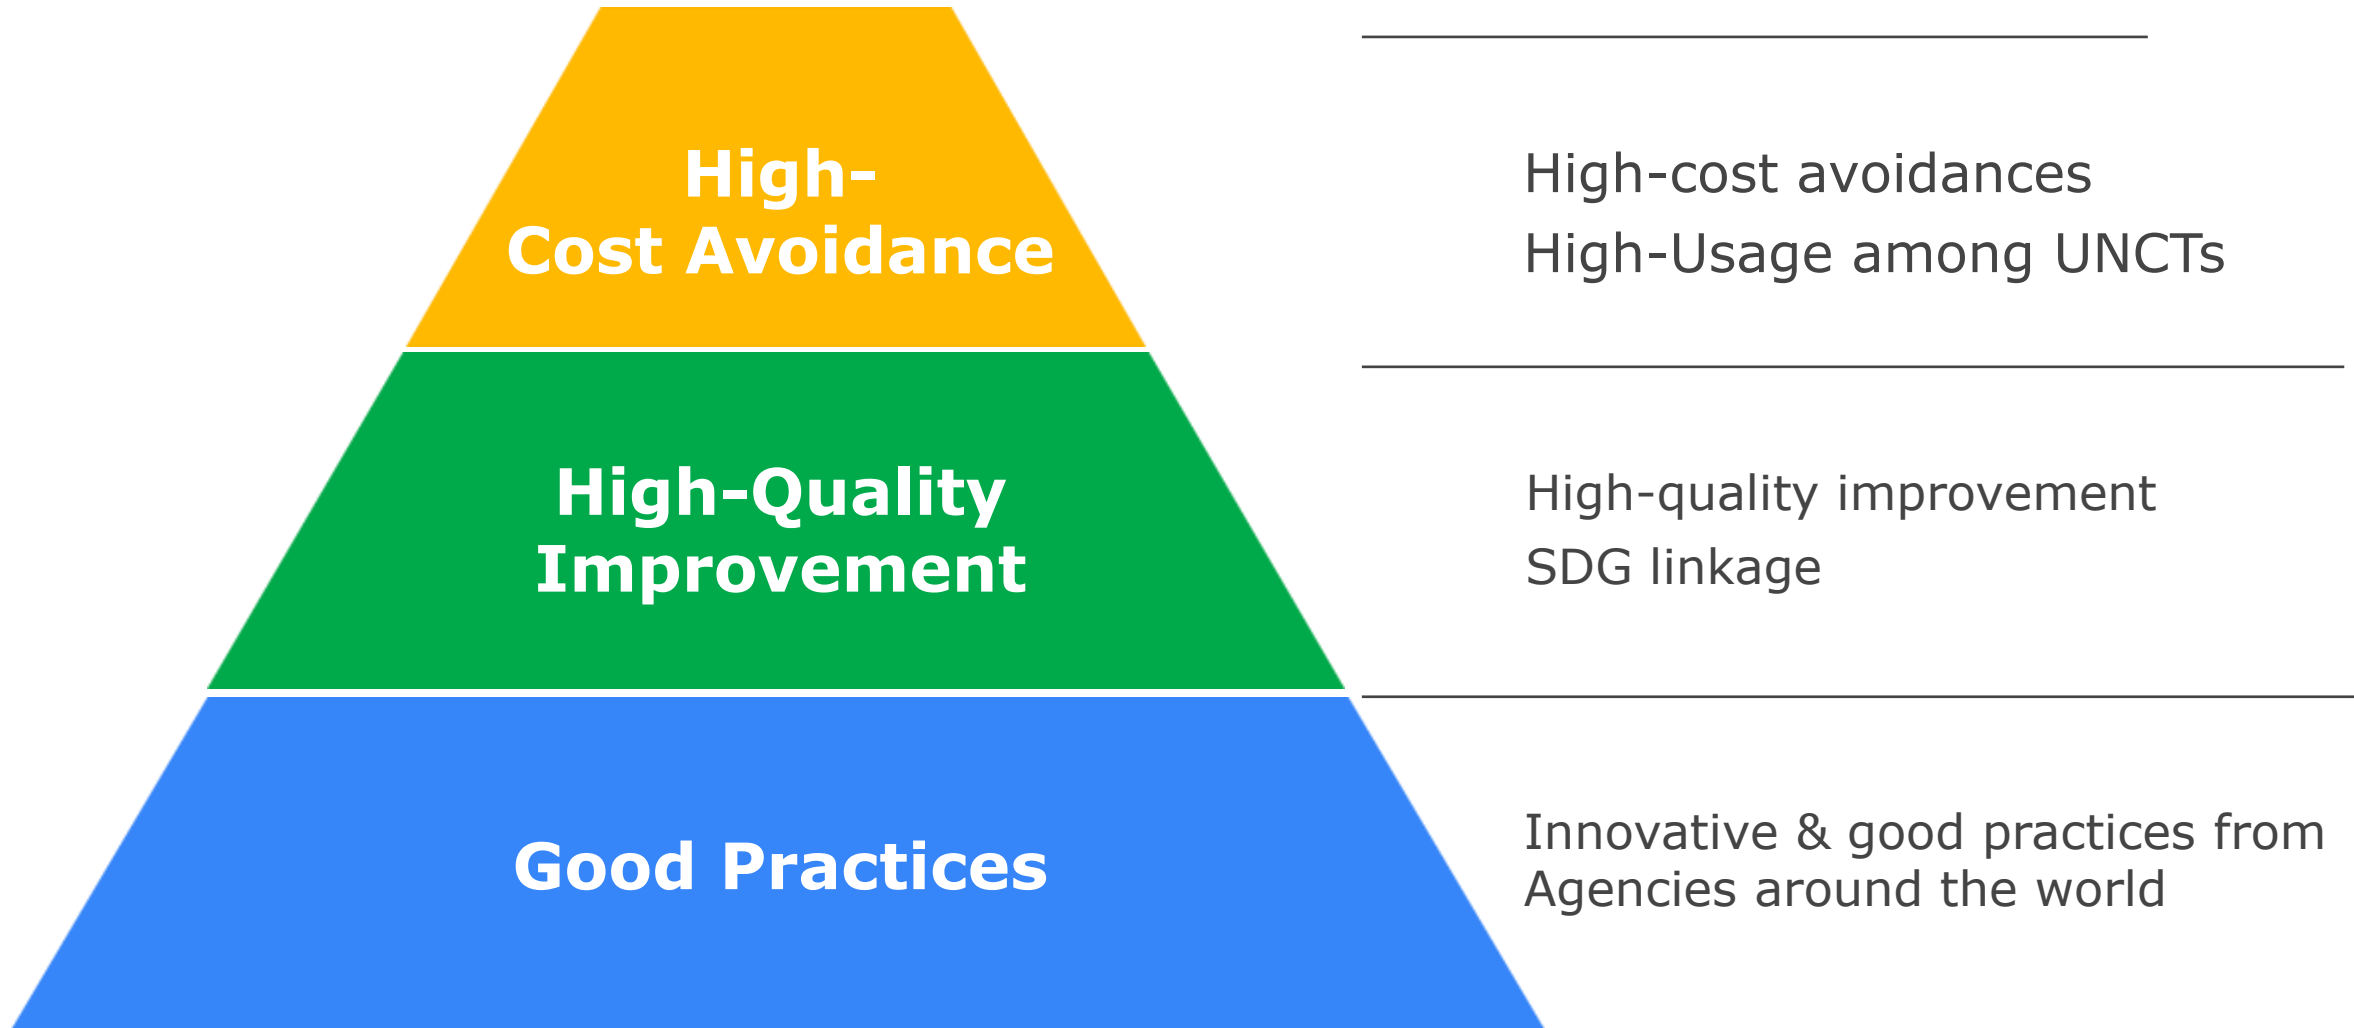 High-
Cost Avoidance
High-cost avoidances
High-Usage among UNCTs
High-Quality
Improvement
High-quality improvement
SDG linkage
Good Practices
Innovative & good practices from
Agencies around the world